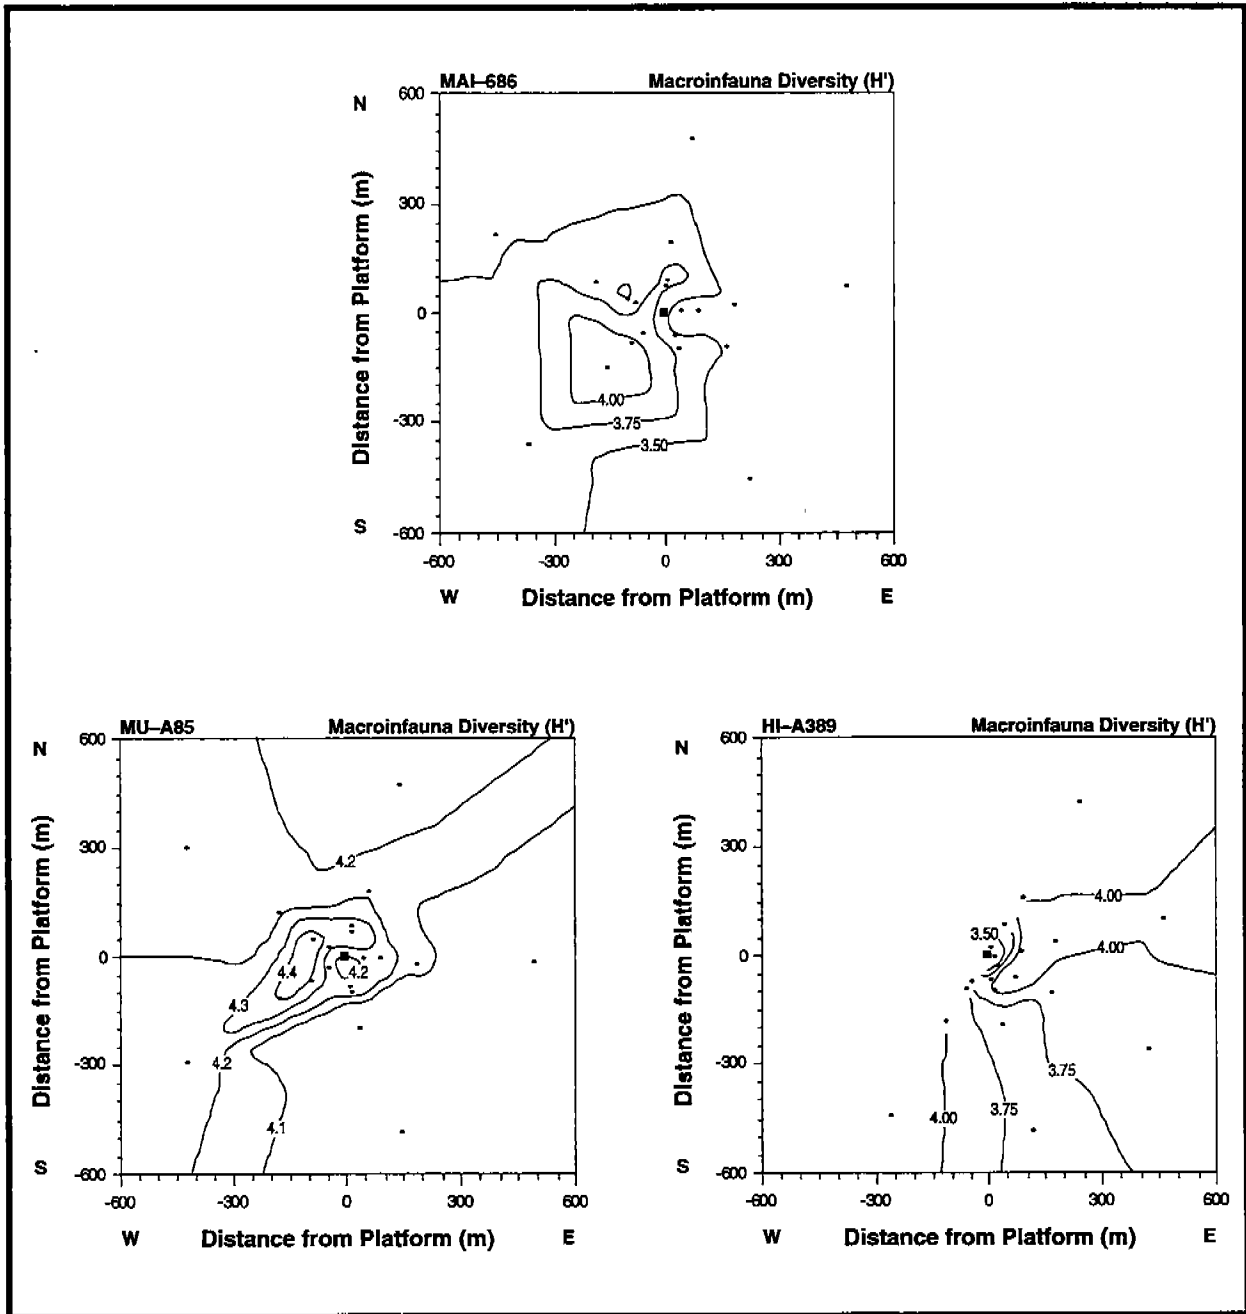 MAI-686 Macroinfauna Diversity (H')
N
600
300
0
-300
-600
S
Distance from Platform (m)
4.00
3.75
3.50
-600 -300 0 300 600
W Distance from Platform (m) E
MU-A85 Macroinfauna Diversity (H')
N
600
300
0
-300
-600
S
Distance from Platform (m)
4.2
4.4
4.2
4.3
4.2
4.1
-600 -300 0 300 600
W Distance from Platform (m) E
HI-A389 Macroinfauna Diversity (H')
N
600
300
0
-300
-600
S
Distance from Platform (m)
4.00
3.50
4.00
3.75
3.75
4.00
-600 -300 0 300 600
W Distance from Platform (m) E